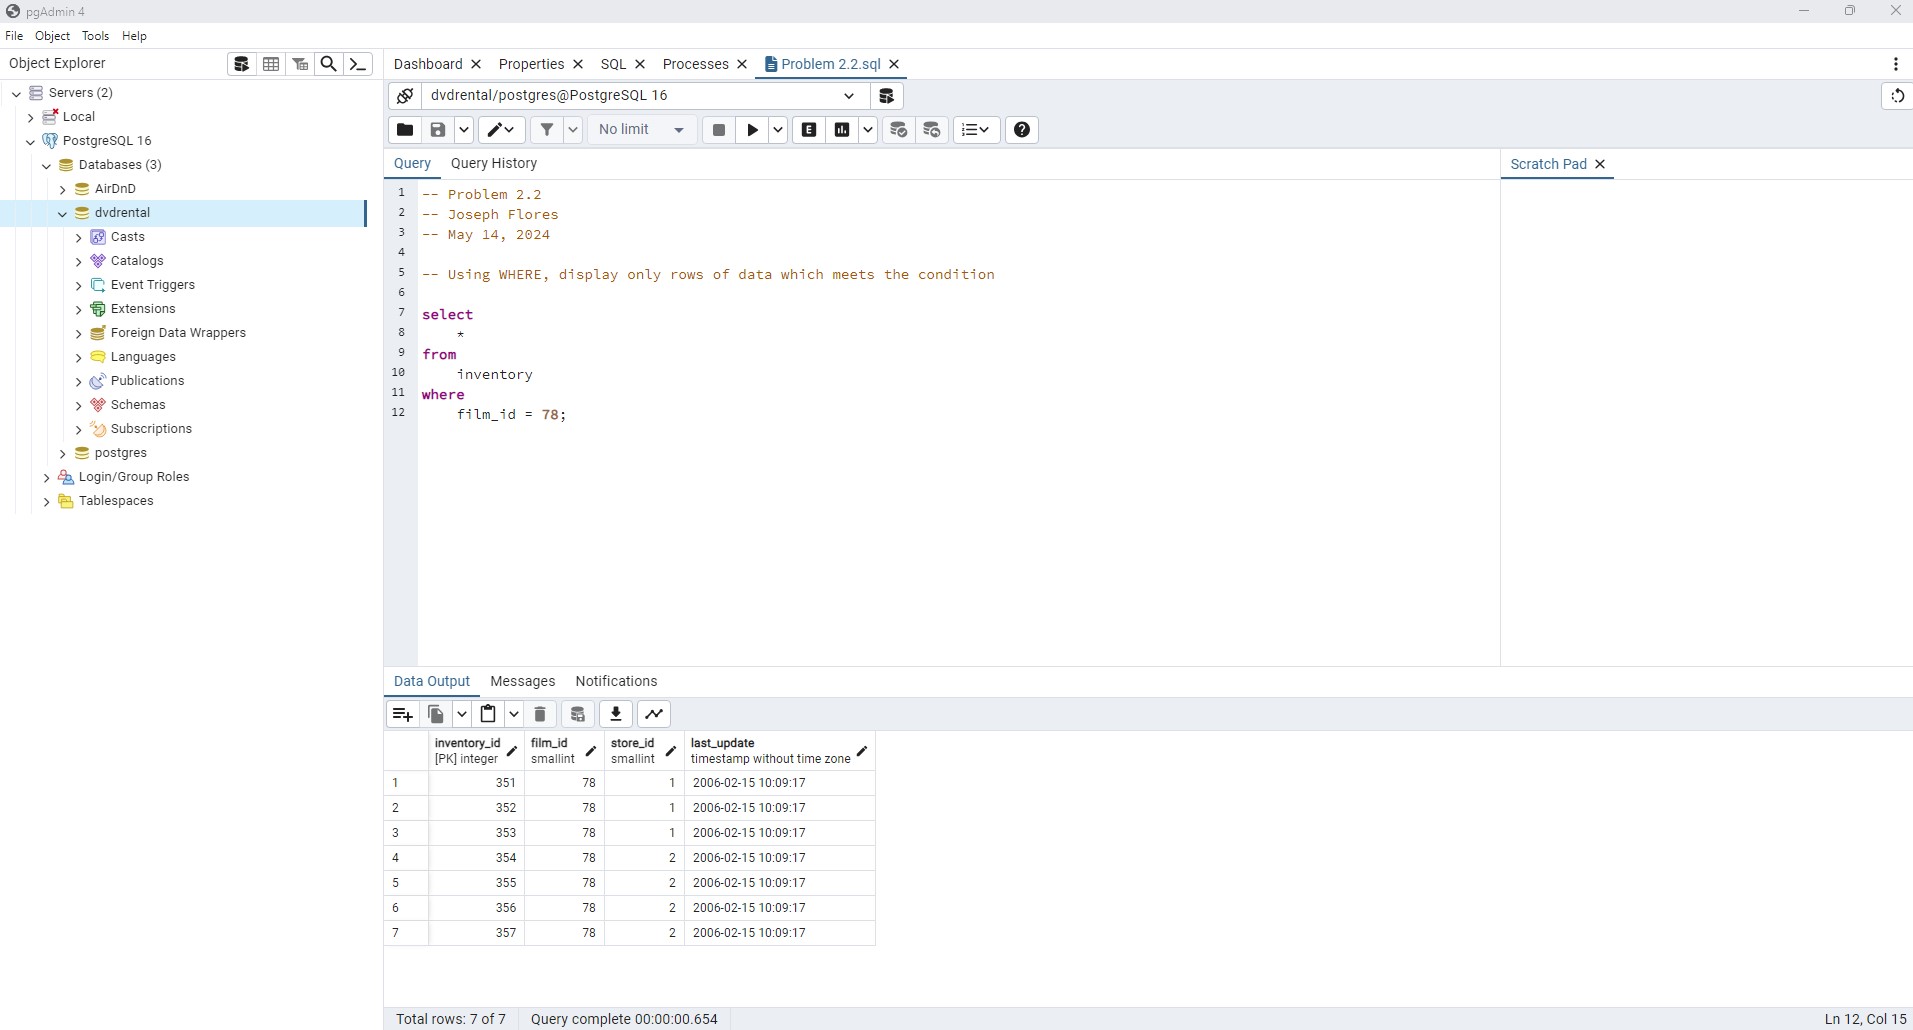 pgAdmin 4
File Object Tools Help
Object Explorer
Servers (2)
Local
PostgreSQL 16
Databases (3)
AirDnD
dvdrental
Casts
Catalogs
Event Triggers
Extensions
Foreign Data Wrappers
Languages
Publications
Schemas
Subscriptions
postgres
Login/Group Roles
Tablespaces
Dashboard Properties SQL Processes Problem 2.2.sql
dvdrental/postgres@PostgreSQL 16
No limit E
Query Query History
Scratch Pad
1 -- Problem 2.2
2 -- Joseph Flores
3 -- May 14, 2024
4
5 -- Using WHERE, display only rows of data which meets the condition
6
7 select
8 *
9 from
10 inventory
11 where
12 film_id = 78;
Data Output Messages Notifications
inventory_id film_id store_id last_update
[PK] integer smallint smallint timestamp without time zone
1 351 78 1 2006-02-15 10:09:17
2 352 78 1 2006-02-15 10:09:17
3 353 78 1 2006-02-15 10:09:17
4 354 78 2 2006-02-15 10:09:17
5 355 78 2 2006-02-15 10:09:17
6 356 78 2 2006-02-15 10:09:17
7 357 78 2 2006-02-15 10:09:17
Total rows: 7 of 7 Query complete 00:00:00.654 Ln 12, Col 15